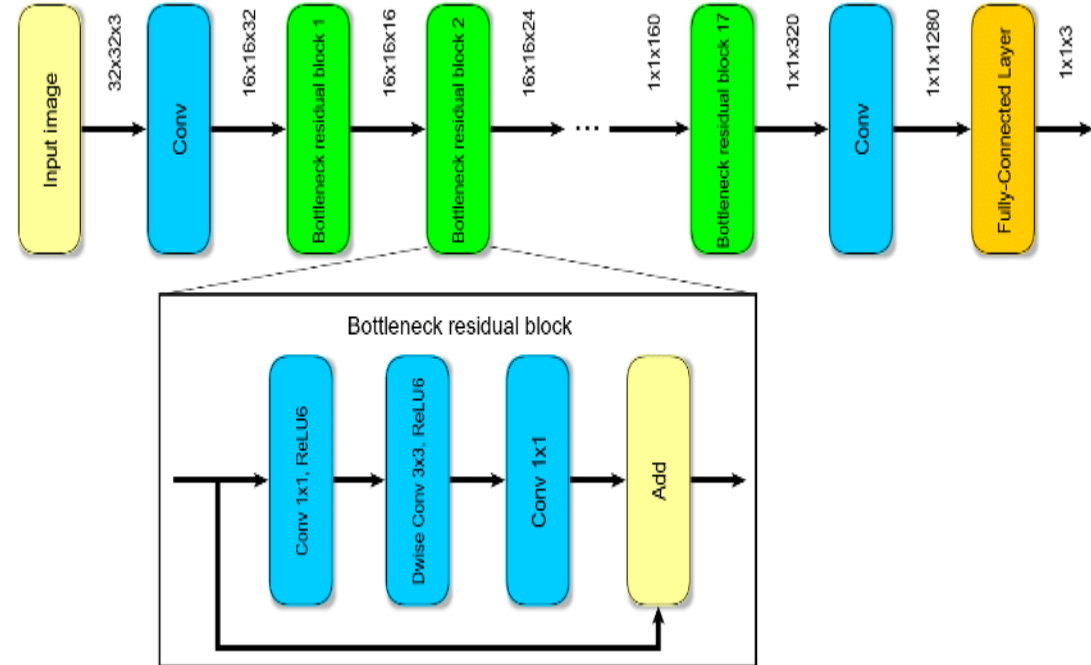 Input image
32x32x3
Conv
16x16x32
Bottleneck residual block 1
16x16x16
Bottleneck residual block 2
16x16x24
...
1x1x160
Bottleneck residual block 17
1x1x320
Conv
1x1x1280
Fully-Connected Layer
1x1x3
Bottleneck residual block
Conv 1x1, ReLU6
Dwise Conv 3x3, ReLU6
Conv 1x1
Add